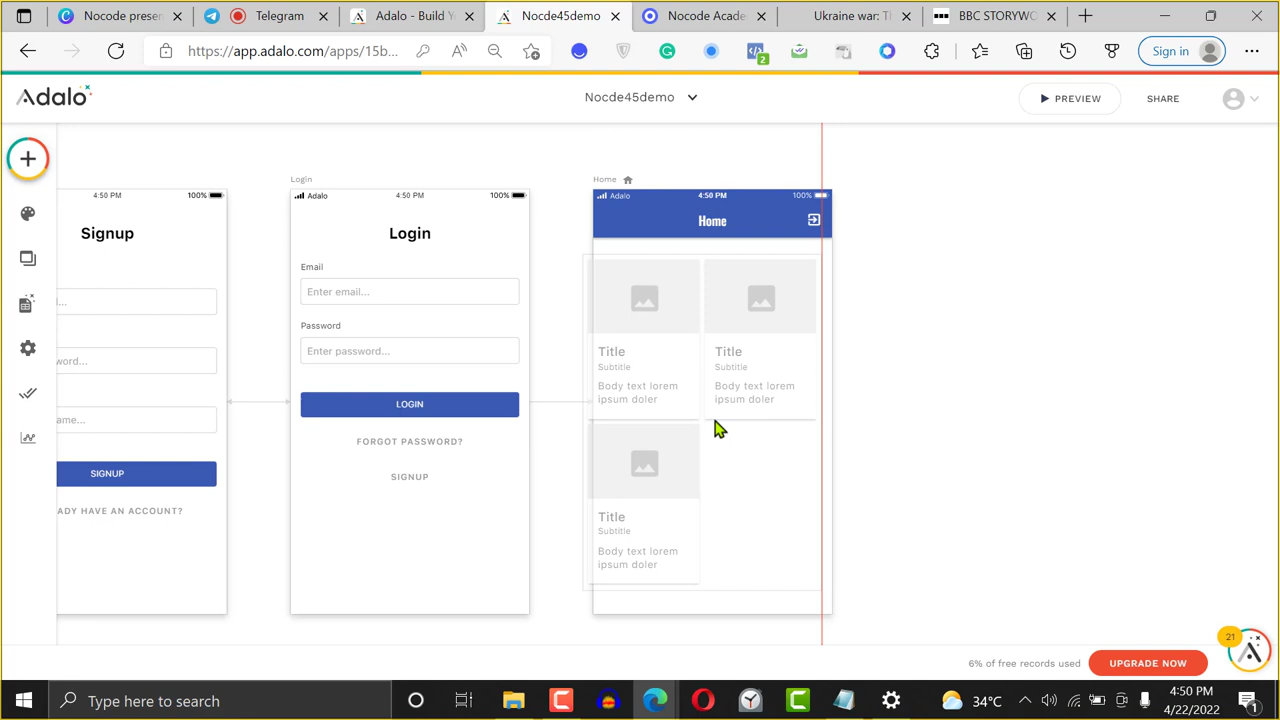 Nocode presen
Telegram
Adalo - Build Yo
Nocde45demo
Nocode Acade
Ukraine war: Th
BBC STORYWO
https://app.adalo.com/apps/15b...
2
Sign in
Adalo
Nocde45demo
PREVIEW
SHARE
Login
Home
4:50 PM
100%
Signup
...
word...
ame...
SIGNUP
ADY HAVE AN ACCOUNT?
Adalo
4:50 PM
100%
Login
Email
Enter email...
Password
Enter password...
LOGIN
FORGOT PASSWORD?
SIGNUP
Adalo
4:50 PM
100%
Home
Title
Subtitle
Body text lorem
ipsum doler
Title
Subtitle
Body text lorem
ipsum doler
Title
Subtitle
Body text lorem
ipsum doler
21
6% of free records used
UPGRADE NOW
Type here to search
34°C
4:50 PM
4/22/2022
1